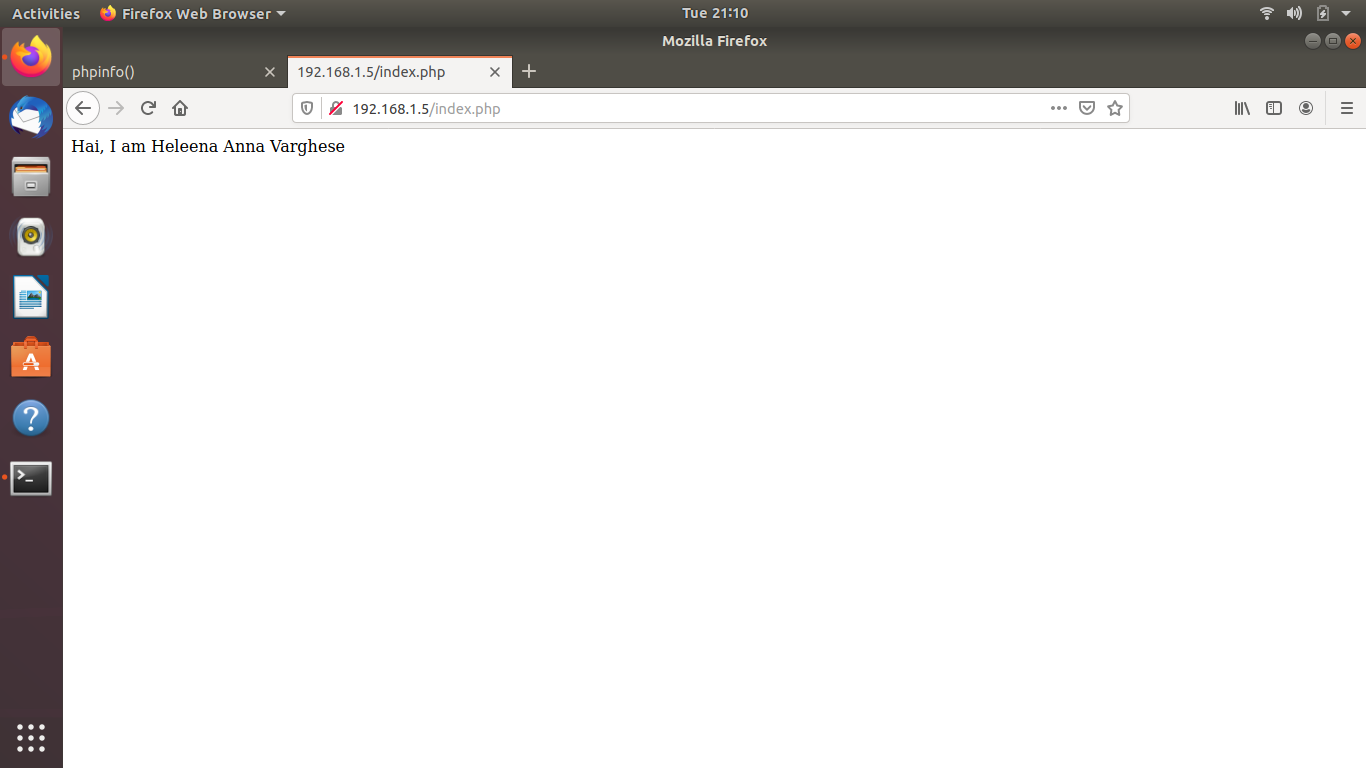 Activities Firefox Web Browser Tue 21:10
Mozilla Firefox
phpinfo() 192.168.1.5/index.php
192.168.1.5/index.php
Hai, I am Heleena Anna Varghese